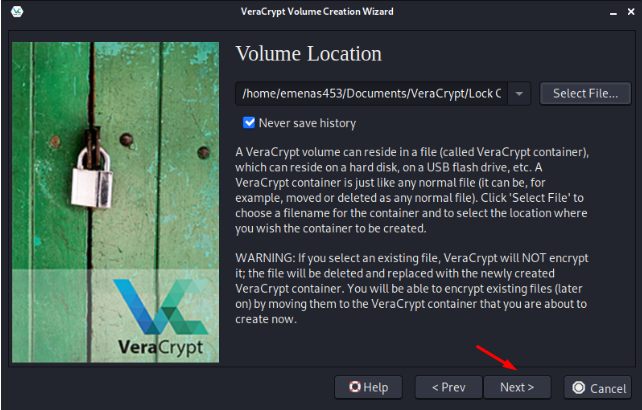 VeraCrypt Volume Creation Wizard
Volume Location
/home/emenas453/Documents/VeraCrypt/Lock C
Select File...
Never save history
A VeraCrypt volume can reside in a file (called VeraCrypt container),
which can reside on a hard disk, on a USB flash drive, etc. A
VeraCrypt container is just like any normal file (it can be, for
example, moved or deleted as any normal file). Click 'Select File' to
choose a filename for the container and to select the location where
you wish the container to be created.
WARNING: If you select an existing file, VeraCrypt will NOT encrypt
it; the file will be deleted and replaced with the newly created
VeraCrypt container. You will be able to encrypt existing files (later
on) by moving them to the VeraCrypt container that you are about to
create now.
VeraCrypt
Help
< Prev
Next >
Cancel